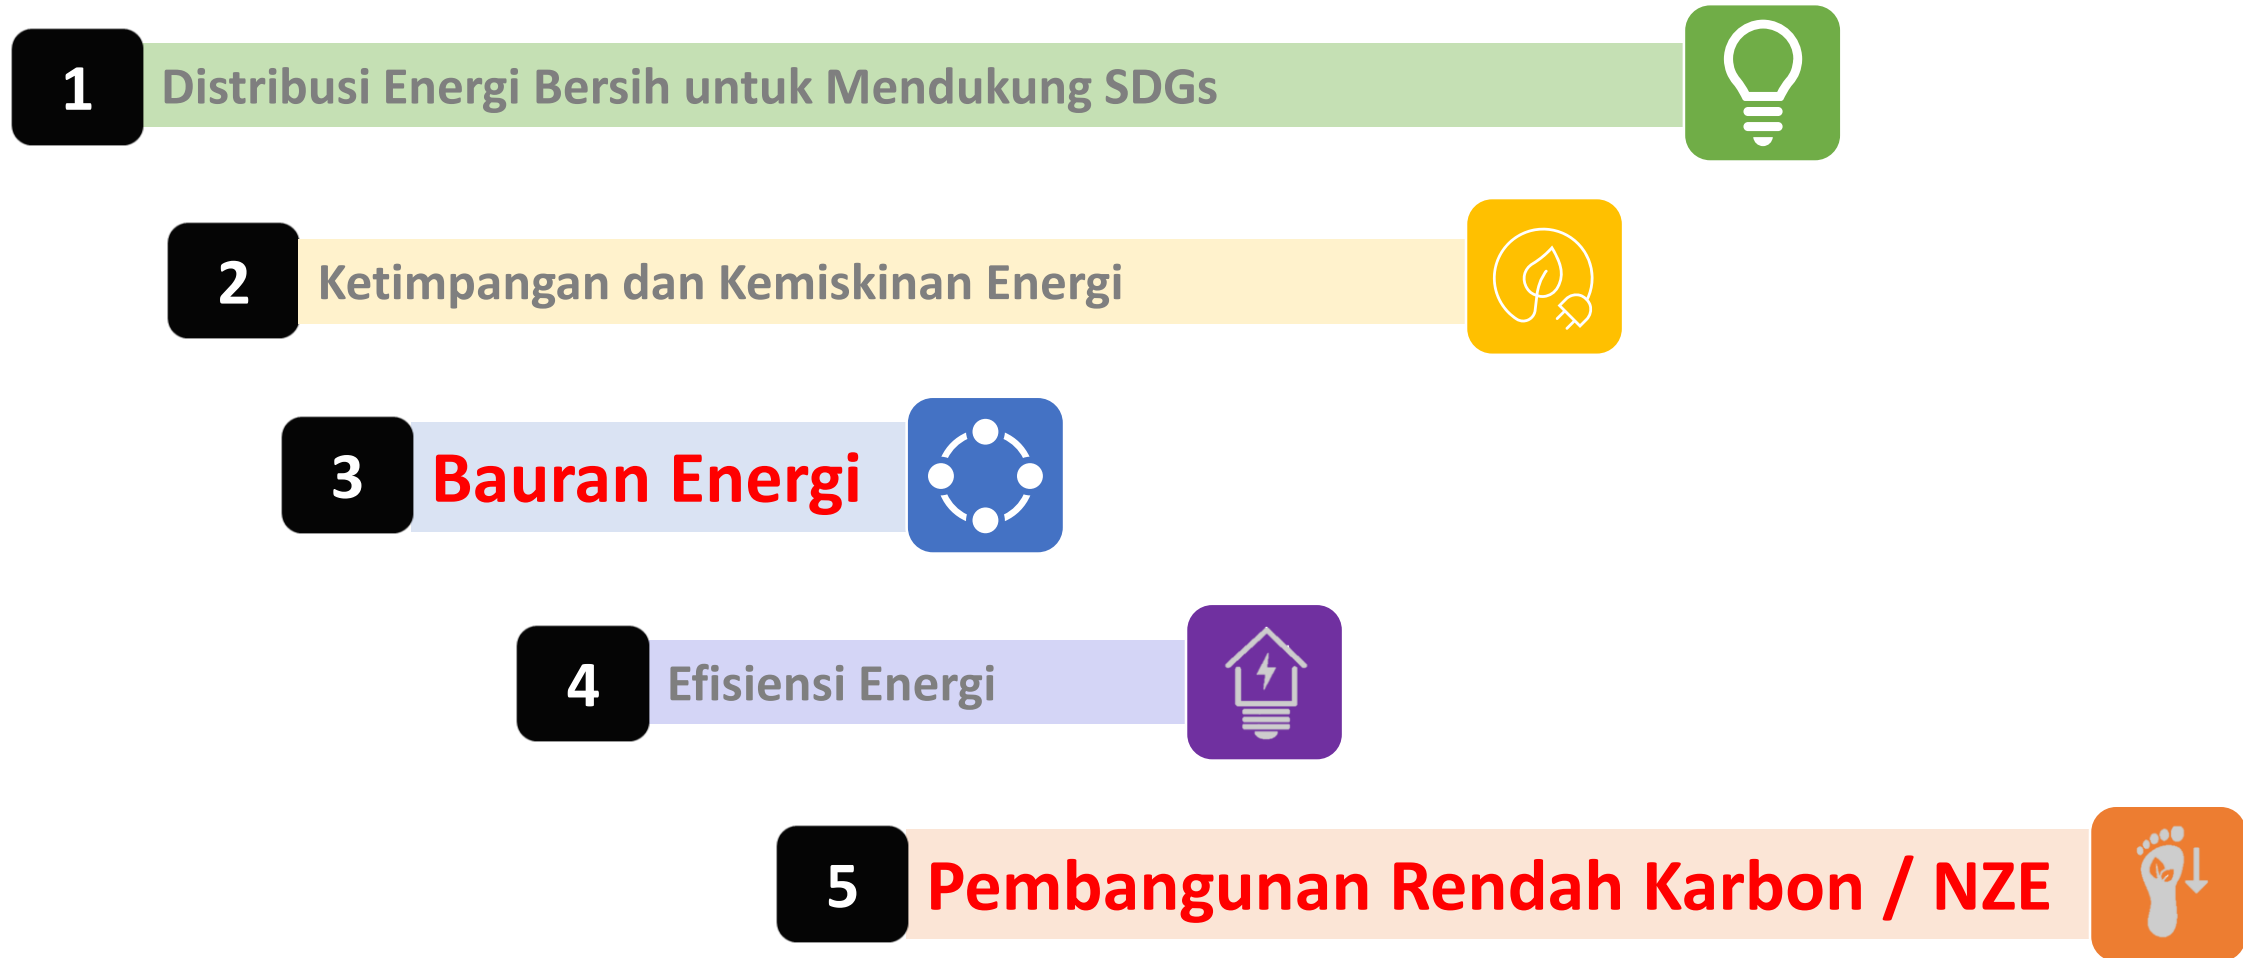 1 Distribusi Energi Bersih untuk Mendukung SDGs
2 Ketimpangan dan Kemiskinan Energi
3 Bauran Energi
4 Efisiensi Energi
5 Pembangunan Rendah Karbon / NZE